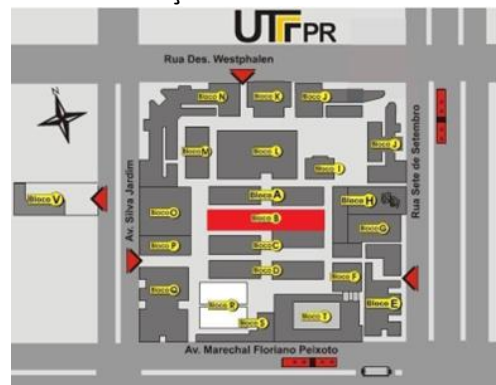 UTFPR
Rua Des. Westphalen
Bloco N
Bloco K
Bloco J
N
Bloco M
Bloco L
Bloco J
Bloco I
Bloco V
Av. Silva Jardim
Bloco A
Bloco H
Rua Sete de Setembro
Bloco O
Bloco B
Bloco G
Bloco P
Bloco C
Bloco D
Bloco F
Bloco Q
Bloco R
Bloco E
Bloco S
Bloco T
Av. Marechal Floriano Peixoto